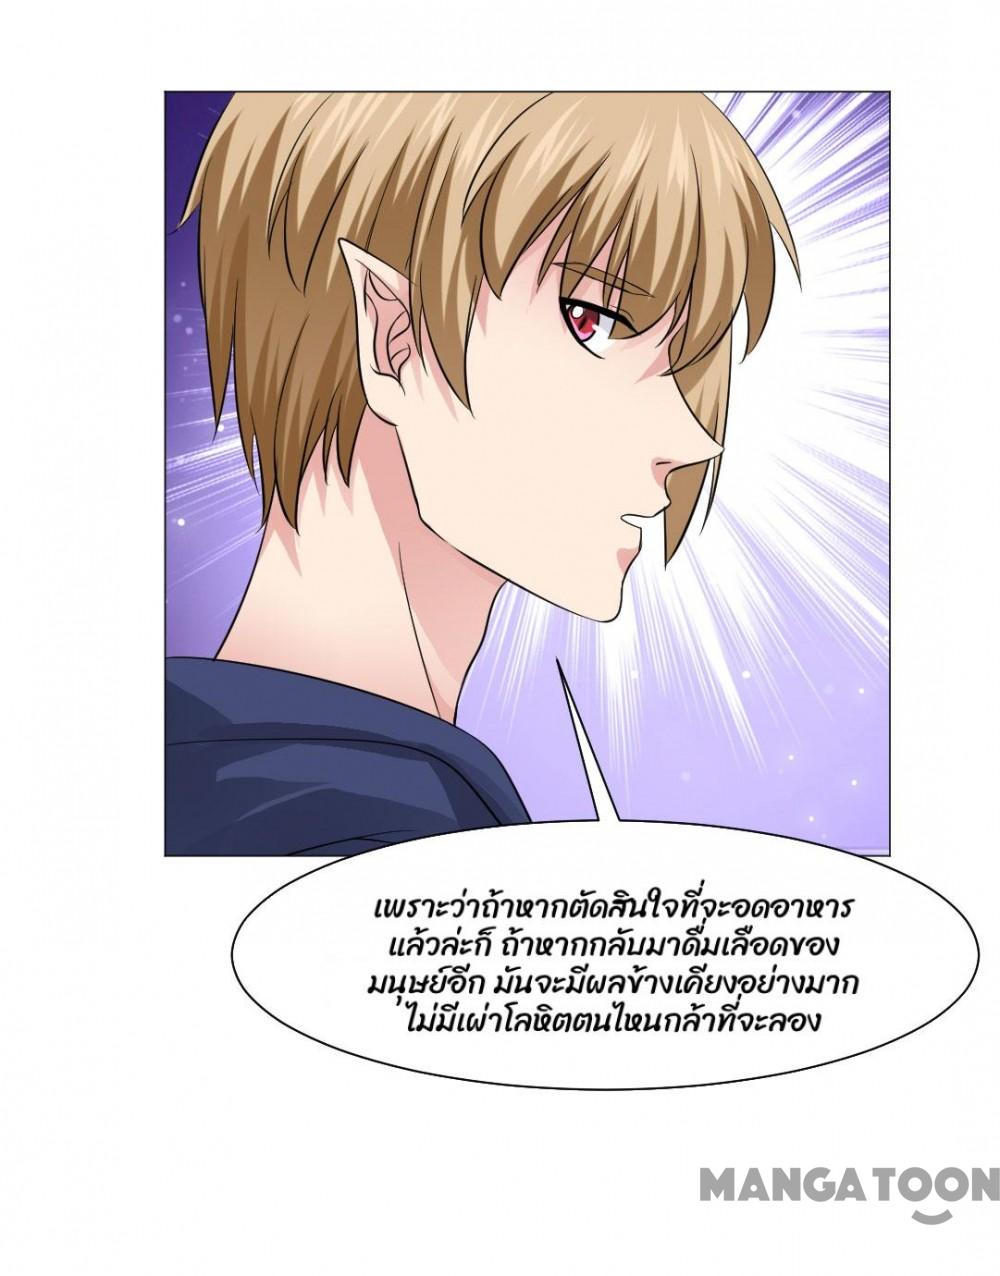 เพราะว่าถ้าหากตัดสินใจที่จะอดอาหาร
แล้วล่ะก็ ถ้าหากกลับมาดื่มเลือดของ
มนุษย์อีก มันจะมีผลข้างเคียงอย่างมาก
ไม่มีเผ่าโลหิตตนไหนกล้าที่จะลอง
MANGATOON